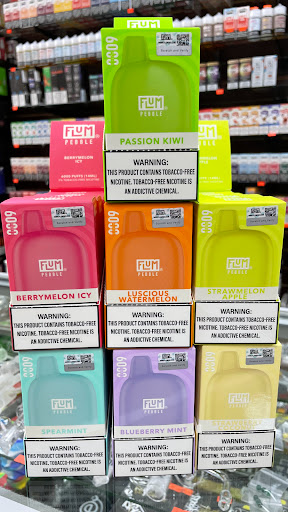 6000
FLUM
PEBBLE
PASSION KIWI
WARNING:
THIS PRODUCT CONTAINS TOBACCO-FREE
NICOTINE. TOBACCO-FREE NICOTINE
IS AN ADDICTIVE CHEMICAL.
FLUM
PEBBLE
BERRYMELON
ICY
FLUM
PEBBLE
6000
FLUM
PEBBLE
BERRYMELON ICY
WARNING:
THIS PRODUCT CONTAINS TOBACCO-FREE
NICOTINE. TOBACCO-FREE NICOTINE IS
AN ADDICTIVE CHEMICAL.
6000
FLUM
PEBBLE
LUSCIOUS
WATERMELON
WARNING:
THIS PRODUCT CONTAINS TOBACCO-FREE
NICOTINE. TOBACCO-FREE NICOTINE
IS AN ADDICTIVE CHEMICAL.
6000
FLUM
PEBBLE
STRAWMELON
APPLE
WARNING:
THIS PRODUCT CONTAINS TOBACCO-FREE
NICOTINE. TOBACCO-FREE NICOTINE
IS AN ADDICTIVE CHEMICAL.
6000
FLUM
PEBBLE
SPEARMINT
WARNING:
THIS PRODUCT CONTAINS TOBACCO-FREE
NICOTINE. TOBACCO-FREE NICOTINE IS
AN ADDICTIVE CHEMICAL.
6000
FLUM
PEBBLE
BLUEBERRY MINT
WARNING:
THIS PRODUCT CONTAINS TOBACCO-FREE
NICOTINE. TOBACCO-FREE NICOTINE
IS AN ADDICTIVE CHEMICAL.
6000
FLUM
PEBBLE
WARNING:
THIS PRODUCT CONTAINS TOBACCO-FREE
NICOTINE. TOBACCO-FREE NICOTINE
IS AN ADDICTIVE CHEMICAL.